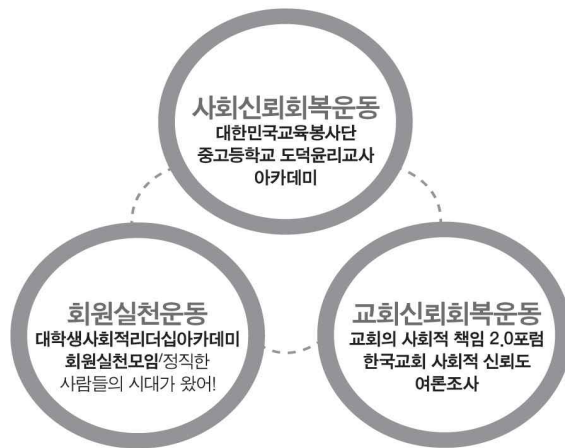 사회신뢰회복운동
대한민국교육봉사단
중고등학교 도덕윤리교사
아카데미
회원실천운동
대학생사회적리더십아카데미
회원실천모임/정직한
사람들의 시대가 왔어!
교회신뢰회복운동
교회의 사회적 책임 2.0포럼
한국교회 사회적 신뢰도
여론조사